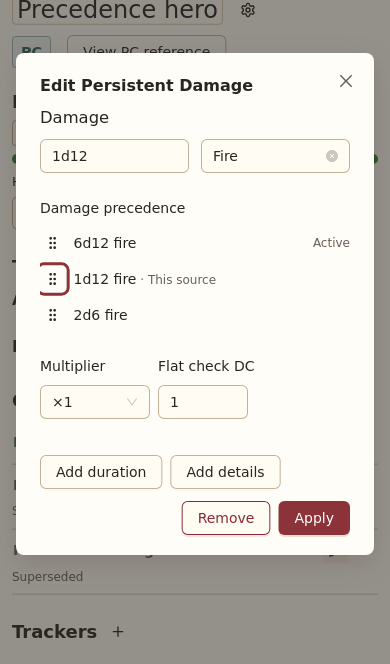 Precedence hero
PC
View PC reference
Edit Persistent Damage
Damage
1d12
Fire
Damage precedence
6d12 fire
Active
1d12 fire · This source
2d6 fire
Multiplier
Flat check DC
×1
1
Add duration
Add details
Remove
Apply
Superseded
Trackers +